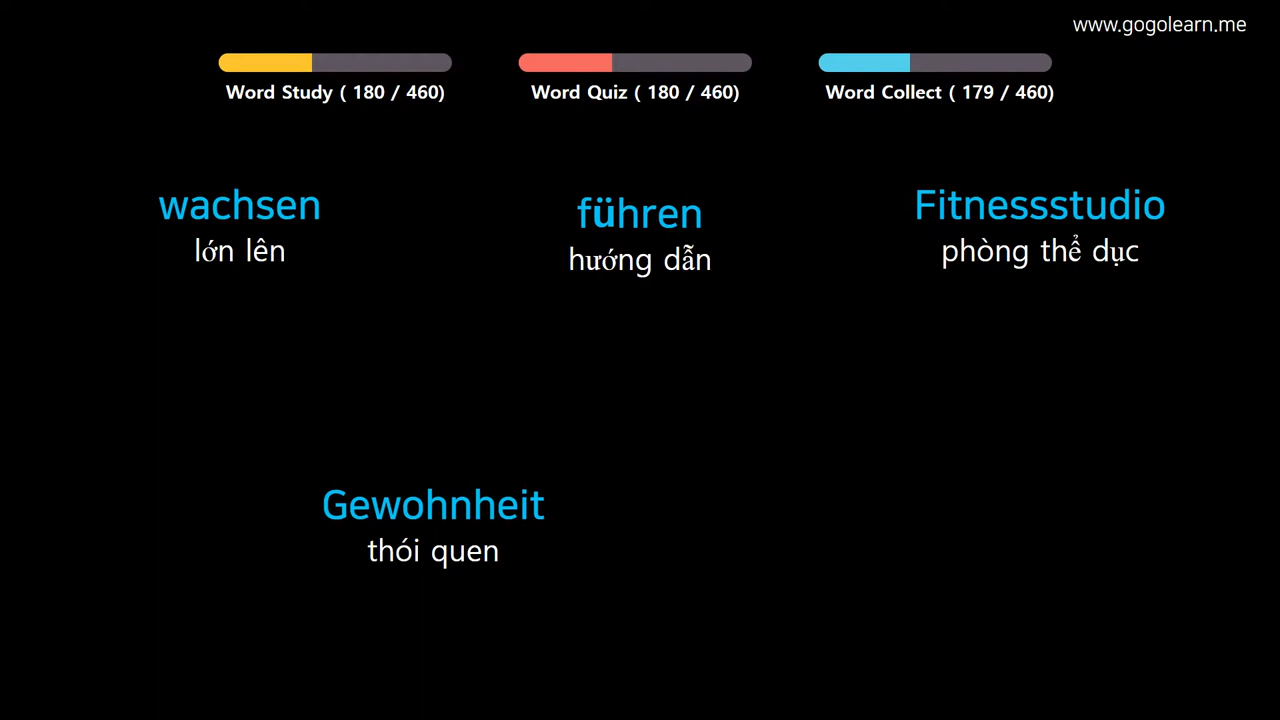 www.gogolearn.me
Word Study ( 180 / 460)
Word Quiz ( 180 / 460)
Word Collect ( 179 / 460)
wachsen
lớn lên
führen
hướng dẫn
Fitnessstudio
phòng thể dục
Gewohnheit
thói quen